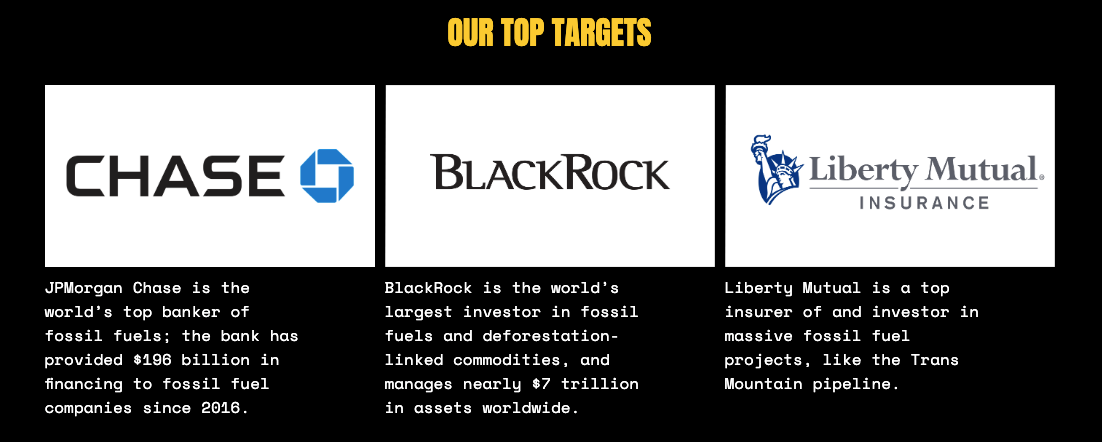 OUR TOP TARGETS
CHASE
JPMorgan Chase is the
world's top banker of
fossil fuels; the bank has
provided $196 billion in
financing to fossil fuel
companies since 2016.
BLACKROCK
BlackRock is the world's
largest investor in fossil
fuels and deforestation-
linked commodities, and
manages nearly $7 trillion
in assets worldwide.
Liberty Mutual®
INSURANCE
Liberty Mutual is a top
insurer of and investor in
massive fossil fuel
projects, like the Trans
Mountain pipeline.